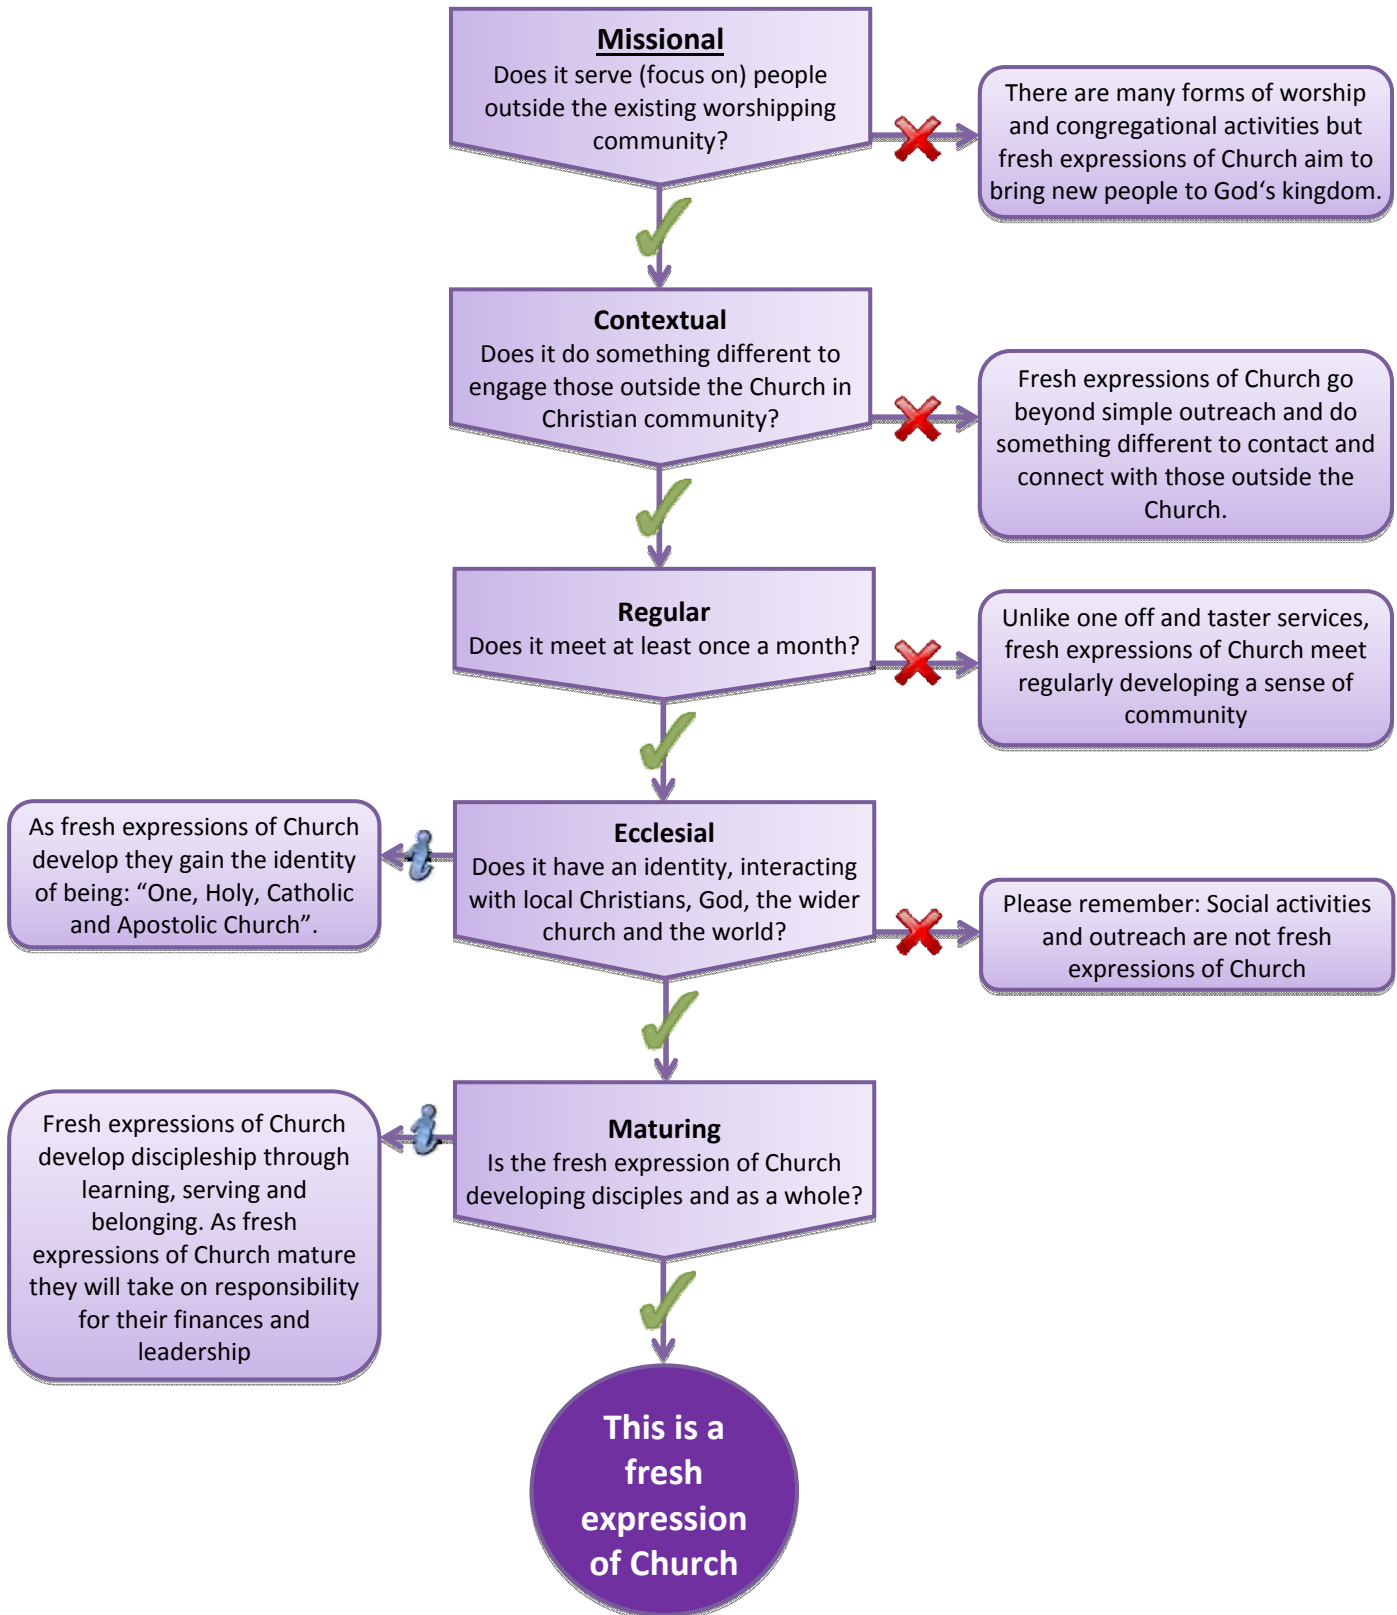 Missional
Does it serve (focus on) people
outside the existing worshipping
community?
There are many forms of worship
and congregational activities but
fresh expressions of Church aim to
bring new people to God‘s kingdom.
Contextual
Does it do something different to
engage those outside the Church in
Christian community?
Fresh expressions of Church go
beyond simple outreach and do
something different to contact and
connect with those outside the
Church.
Regular
Does it meet at least once a month?
Unlike one off and taster services,
fresh expressions of Church meet
regularly developing a sense of
community
As fresh expressions of Church
develop they gain the identity
of being: “One, Holy, Catholic
and Apostolic Church”.
Ecclesial
Does it have an identity, interacting
with local Christians, God, the wider
church and the world?
Please remember: Social activities
and outreach are not fresh
expressions of Church
Fresh expressions of Church
develop discipleship through
learning, serving and
belonging. As fresh
expressions of Church mature
they will take on responsibility
for their finances and
leadership
Maturing
Is the fresh expression of Church
developing disciples and as a whole?
This is a
fresh
expression
of Church